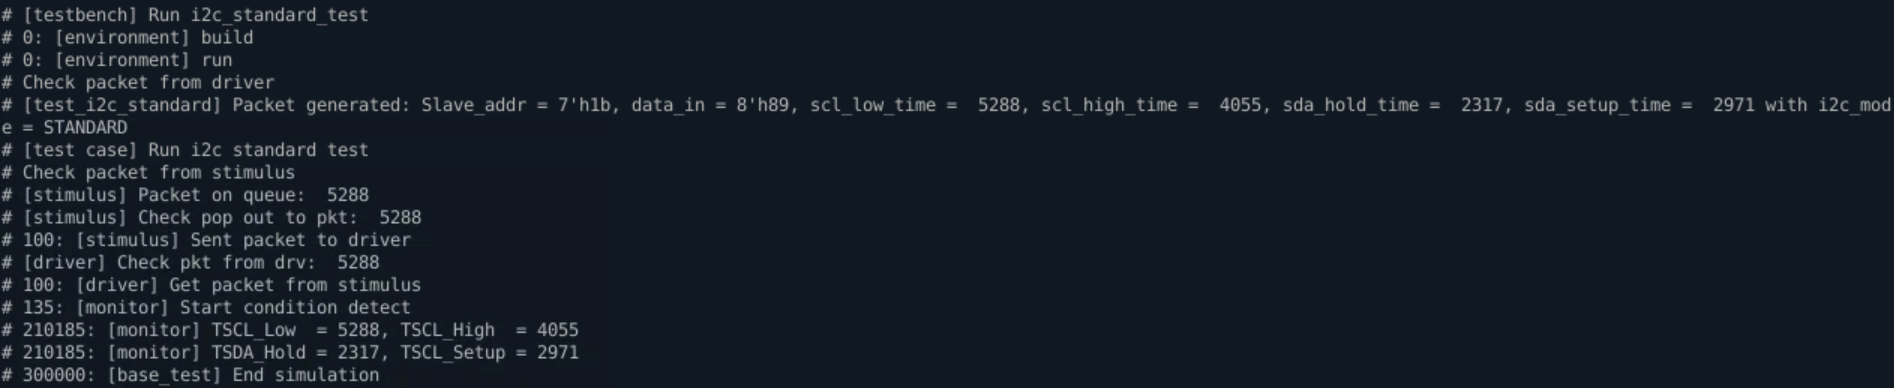 # [testbench] Run i2c_standard_test
# 0: [environment] build
# 0: [environment] run
# Check packet from driver
# [test_i2c_standard] Packet generated: Slave_addr = 7'h1b, data_in = 8'h89, scl_low_time =  5288, scl_high_time =  4055, sda_hold_time =  2317, sda_setup_time =  2971 with i2c_mod
e = STANDARD
# [test case] Run i2c standard test
# Check packet from stimulus
# [stimulus] Packet on queue:  5288
# [stimulus] Check pop out to pkt:  5288
# 100: [stimulus] Sent packet to driver
# [driver] Check pkt from drv:  5288
# 100: [driver] Get packet from stimulus
# 135: [monitor] Start condition detect
# 210185: [monitor] TSCL_Low  = 5288, TSCL_High  = 4055
# 210185: [monitor] TSDA_Hold = 2317, TSCL_Setup = 2971
# 300000: [base_test] End simulation